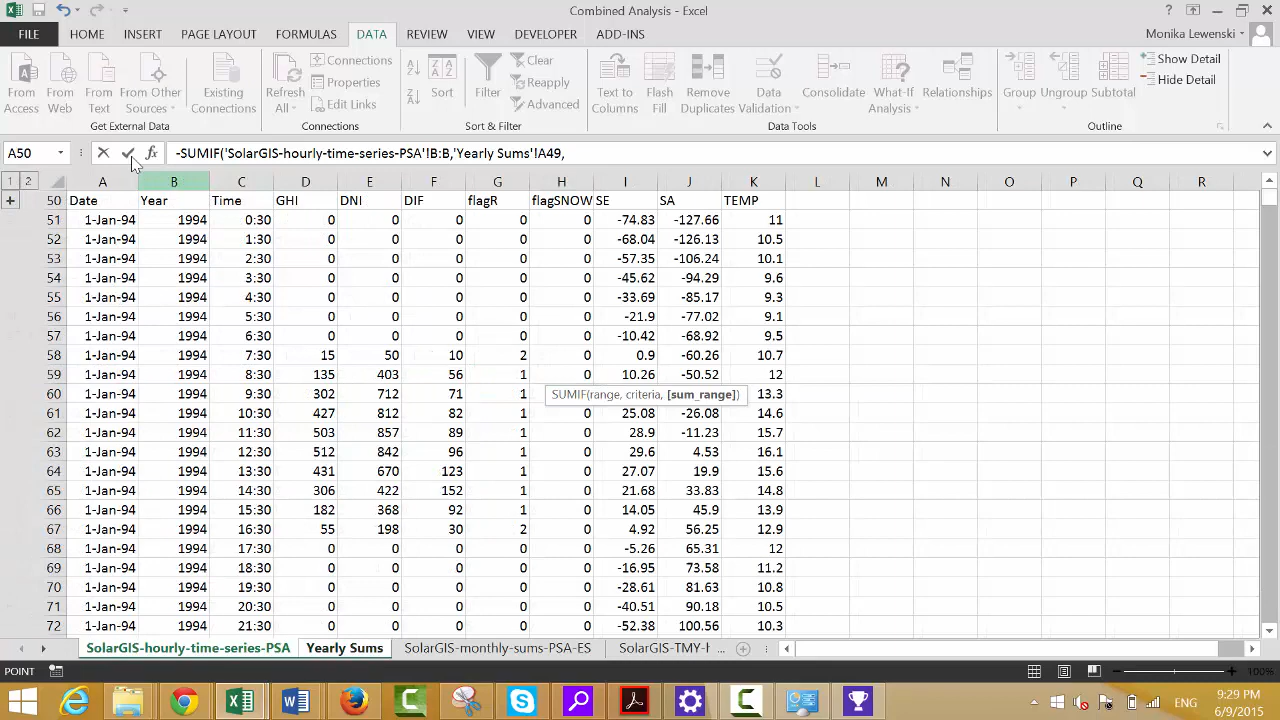 Combined Analysis - Excel
FILE HOME INSERT PAGE LAYOUT FORMULAS DATA REVIEW VIEW DEVELOPER ADD-INS Monika Lewenski
From Access From Web From Text From Other Sources Existing Connections Refresh All Connections Properties Edit Links Sort Filter Clear Reapply Advanced Text to Columns Flash Fill Remove Duplicates Data Validation Consolidate What-If Analysis Relationships Group Ungroup Subtotal Show Detail Hide Detail
Get External Data Connections Sort & Filter Data Tools Outline
A50 fx -SUMIF('SolarGIS-hourly-time-series-PSA'!B:B,'Yearly Sums'!A49,
1 2 A B C D E F G H I J K L M N O P Q R
50 Date Year Time GHI DNI DIF flagR flagSNOW SE SA TEMP
51 1-Jan-94 1994 0:30 0 0 0 0 0 -74.83 -127.66 11
52 1-Jan-94 1994 1:30 0 0 0 0 0 -68.04 -126.13 10.5
53 1-Jan-94 1994 2:30 0 0 0 0 0 -57.35 -106.24 10.1
54 1-Jan-94 1994 3:30 0 0 0 0 0 -45.62 -94.29 9.6
55 1-Jan-94 1994 4:30 0 0 0 0 0 -33.69 -85.17 9.3
56 1-Jan-94 1994 5:30 0 0 0 0 0 -21.9 -77.02 9.1
57 1-Jan-94 1994 6:30 0 0 0 0 0 -10.42 -68.92 9.5
58 1-Jan-94 1994 7:30 15 50 10 2 0 0.9 -60.26 10.7
59 1-Jan-94 1994 8:30 135 403 56 1 0 10.26 -50.52 12
60 1-Jan-94 1994 9:30 302 712 71 1 SUMIF(range, criteria, [sum_range]) 13.3
61 1-Jan-94 1994 10:30 427 812 82 1 0 25.08 -26.08 14.6
62 1-Jan-94 1994 11:30 503 857 89 1 0 28.9 -11.23 15.7
63 1-Jan-94 1994 12:30 512 842 96 1 0 29.6 4.53 16.1
64 1-Jan-94 1994 13:30 431 670 123 1 0 27.07 19.9 15.6
65 1-Jan-94 1994 14:30 306 422 152 1 0 21.68 33.83 14.8
66 1-Jan-94 1994 15:30 182 368 92 1 0 14.05 45.9 13.9
67 1-Jan-94 1994 16:30 55 198 30 2 0 4.92 56.25 12.9
68 1-Jan-94 1994 17:30 0 0 0 0 0 -5.26 65.31 12
69 1-Jan-94 1994 18:30 0 0 0 0 0 -16.95 73.58 11.2
70 1-Jan-94 1994 19:30 0 0 0 0 0 -28.61 81.63 10.8
71 1-Jan-94 1994 20:30 0 0 0 0 0 -40.51 90.18 10.5
72 1-Jan-94 1994 21:30 0 0 0 0 0 -52.38 100.56 10.3
SolarGIS-hourly-time-series-PSA Yearly Sums SolarGIS-monthly-sums-PSA-ES SolarGIS-TMY-h ...
POINT 100%
ENG 9:29 PM
6/9/2015